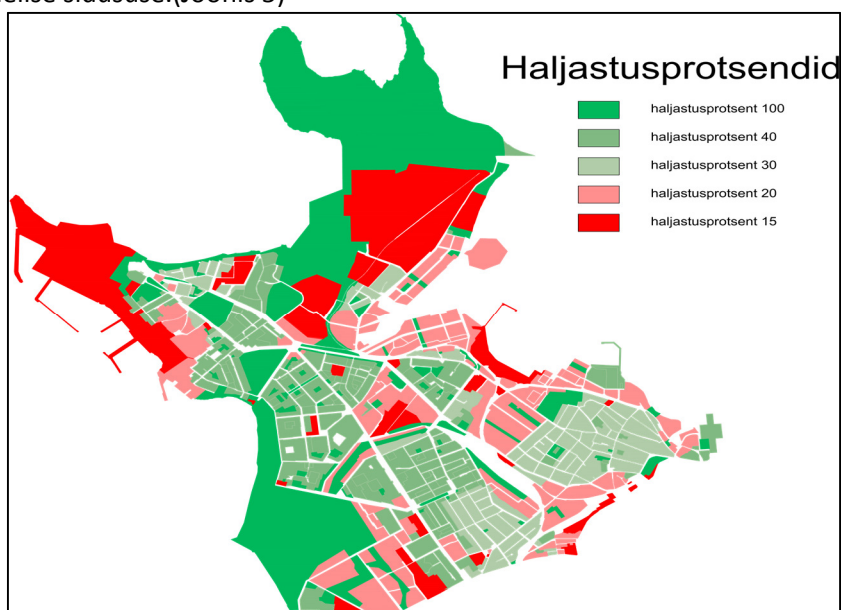 Haljastusprotsendid
haljastusprotsent 100
haljastusprotsent 40
haljastusprotsent 30
haljastusprotsent 20
haljastusprotsent 15